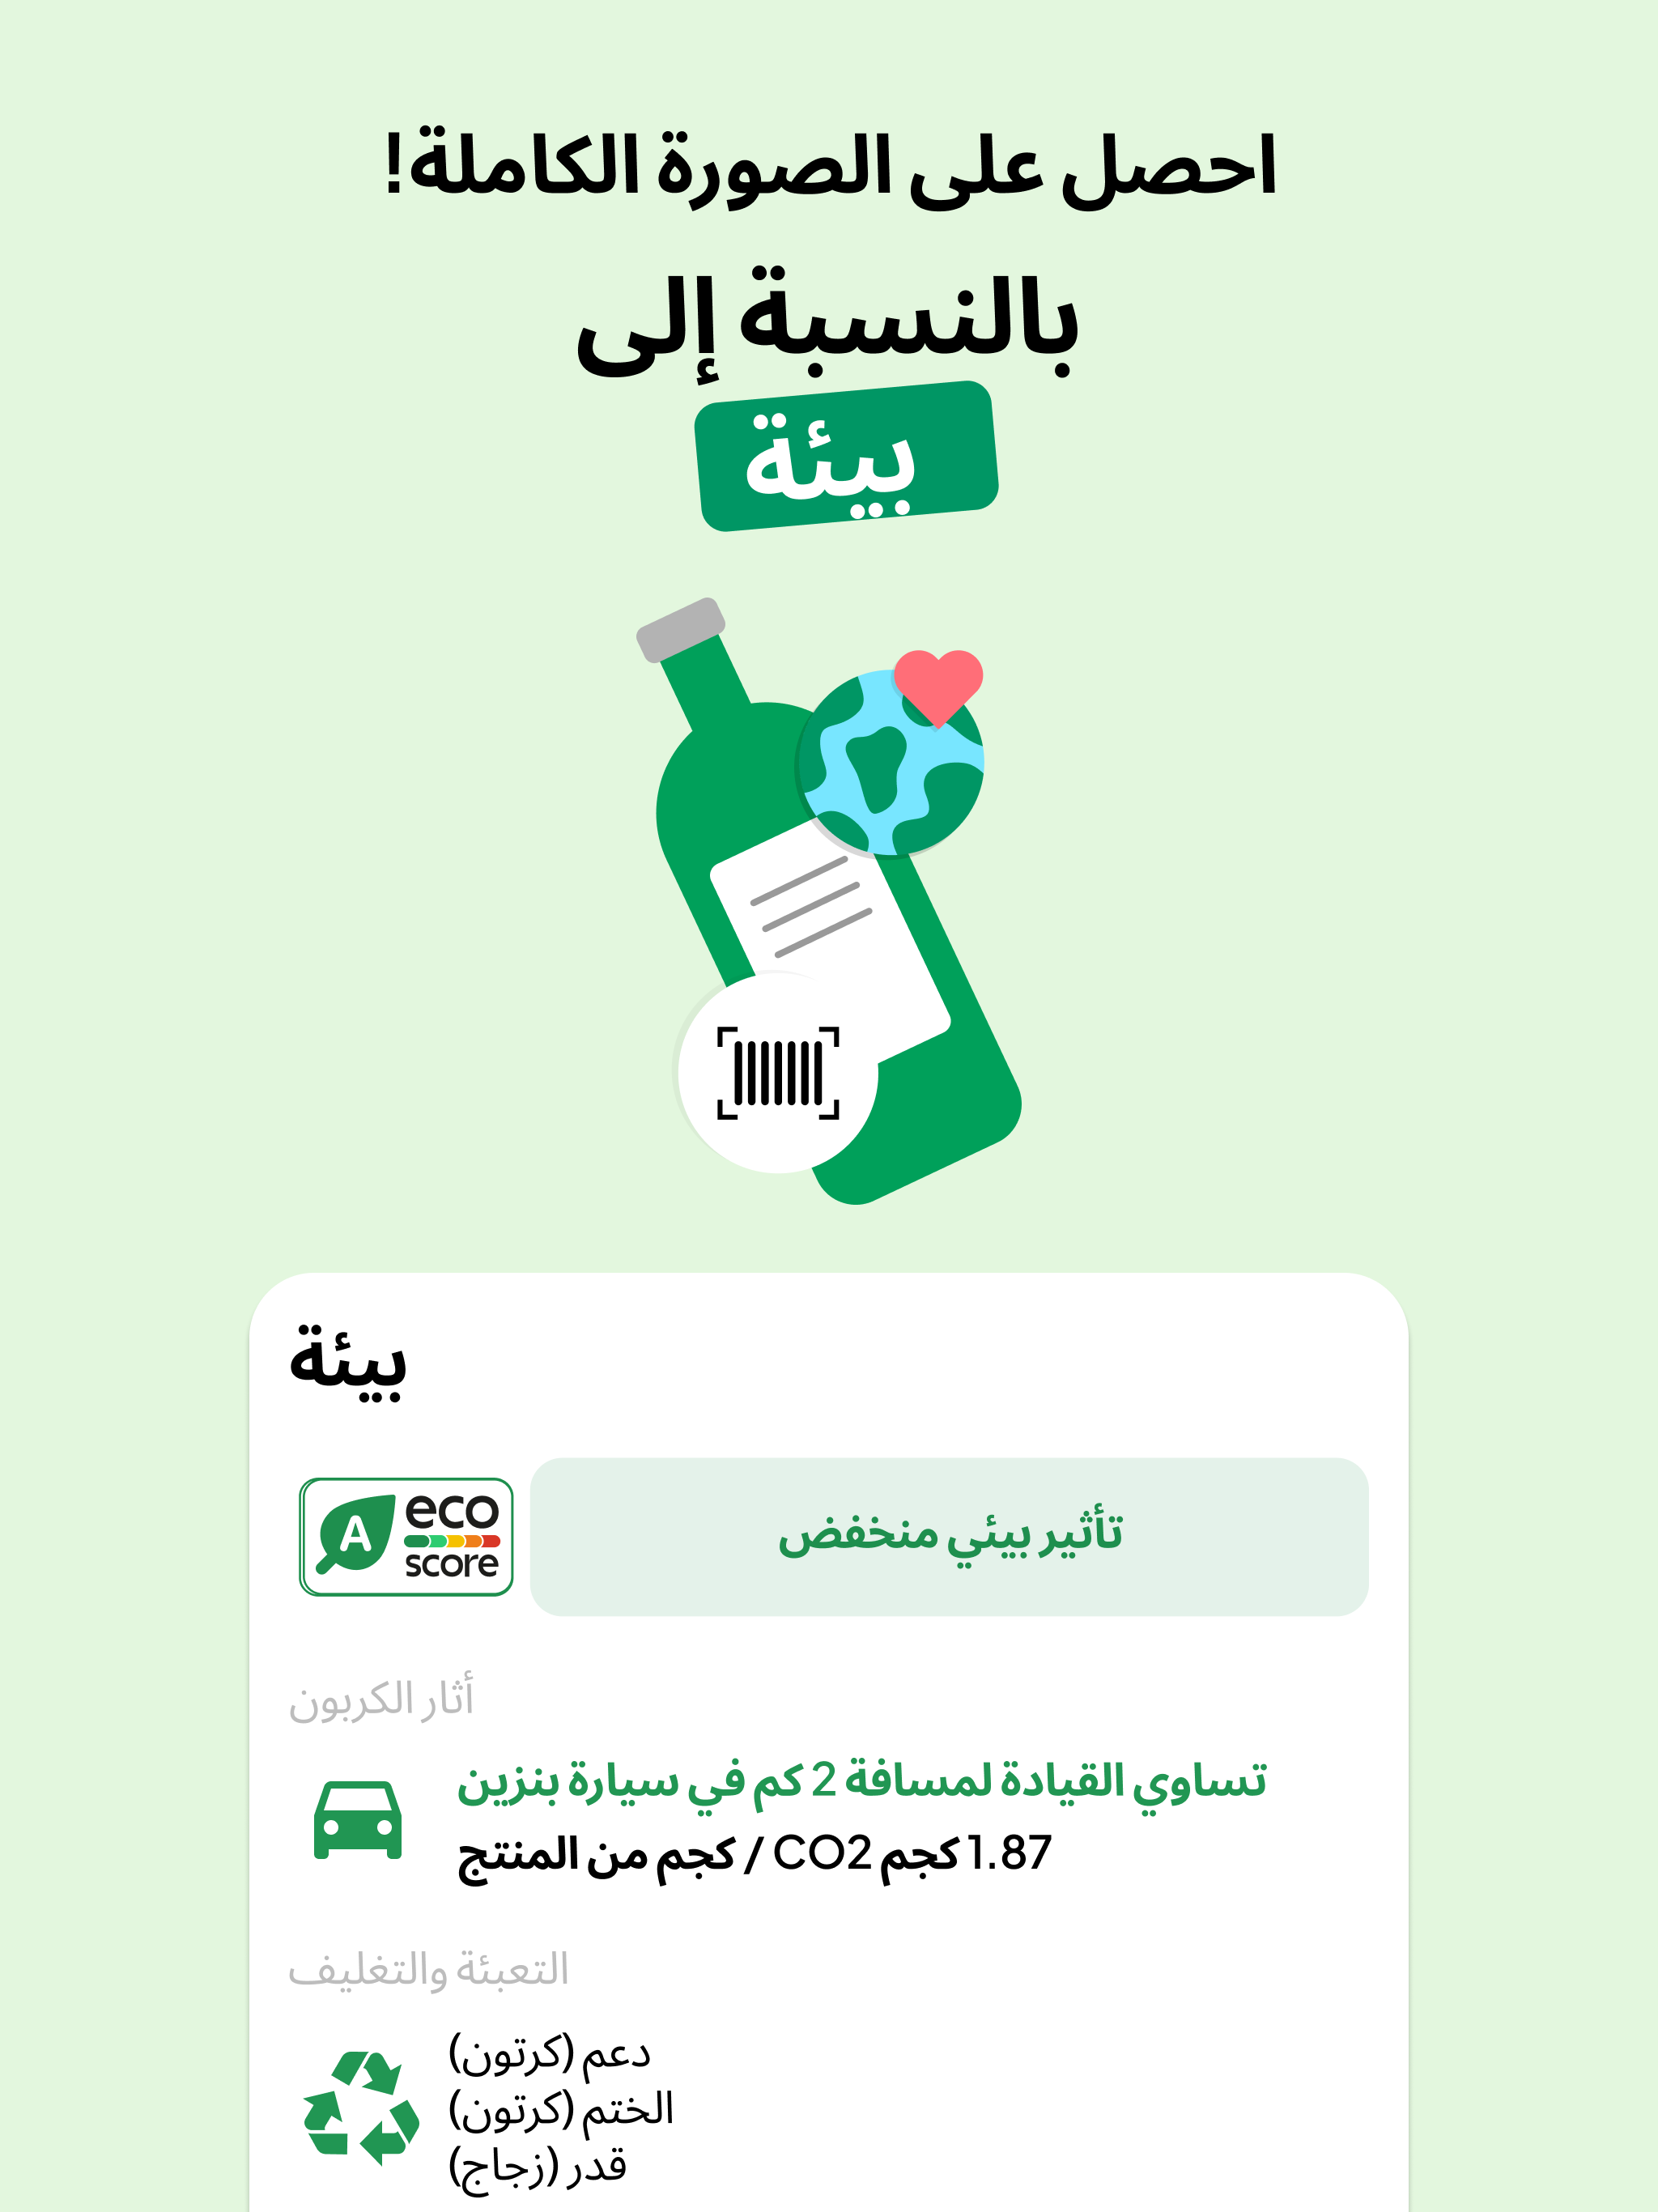 احصل على الصورة الكاملة!
بالنسبة إلى
بيئة
بيئة
A
eco
score
تأثير بيئي منخفض
أثار الكربون
تساوي القيادة لمسافة 2 كم في سيارة بنزين
1.87 كجم CO2 / كجم من المنتج
التعبئة والتغليف
دعم (كرتون)
الختم (كرتون)
قدر (زجاج)